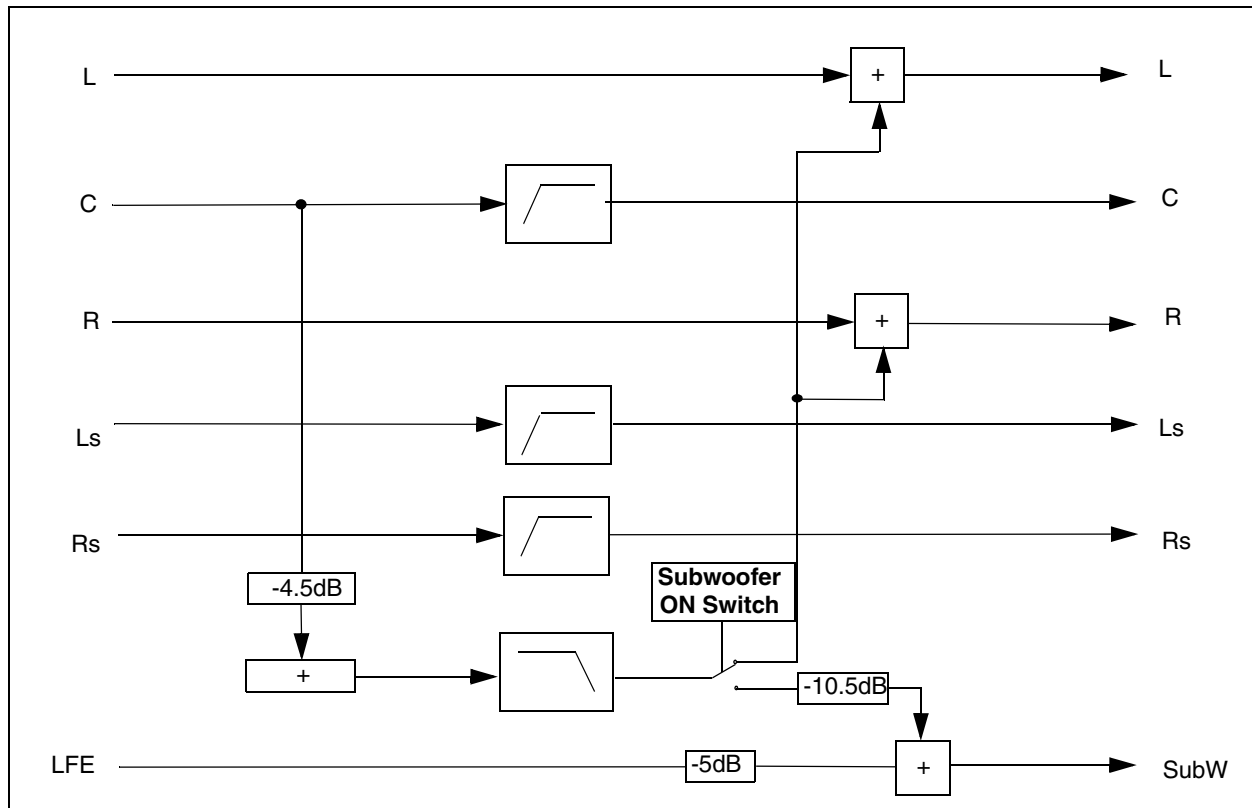 L
+
L
C
C
R
+
R
Ls
Ls
Rs
Rs
-4.5dB
Subwoofer
ON Switch
+
-10.5dB
LFE
-5dB
+
SubW